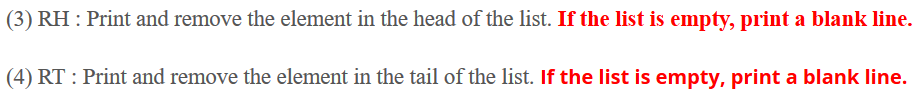 (3) RH : Print and remove the element in the head of the list. If the list is empty, print a blank line.
(4) RT : Print and remove the element in the tail of the list. If the list is empty, print a blank line.